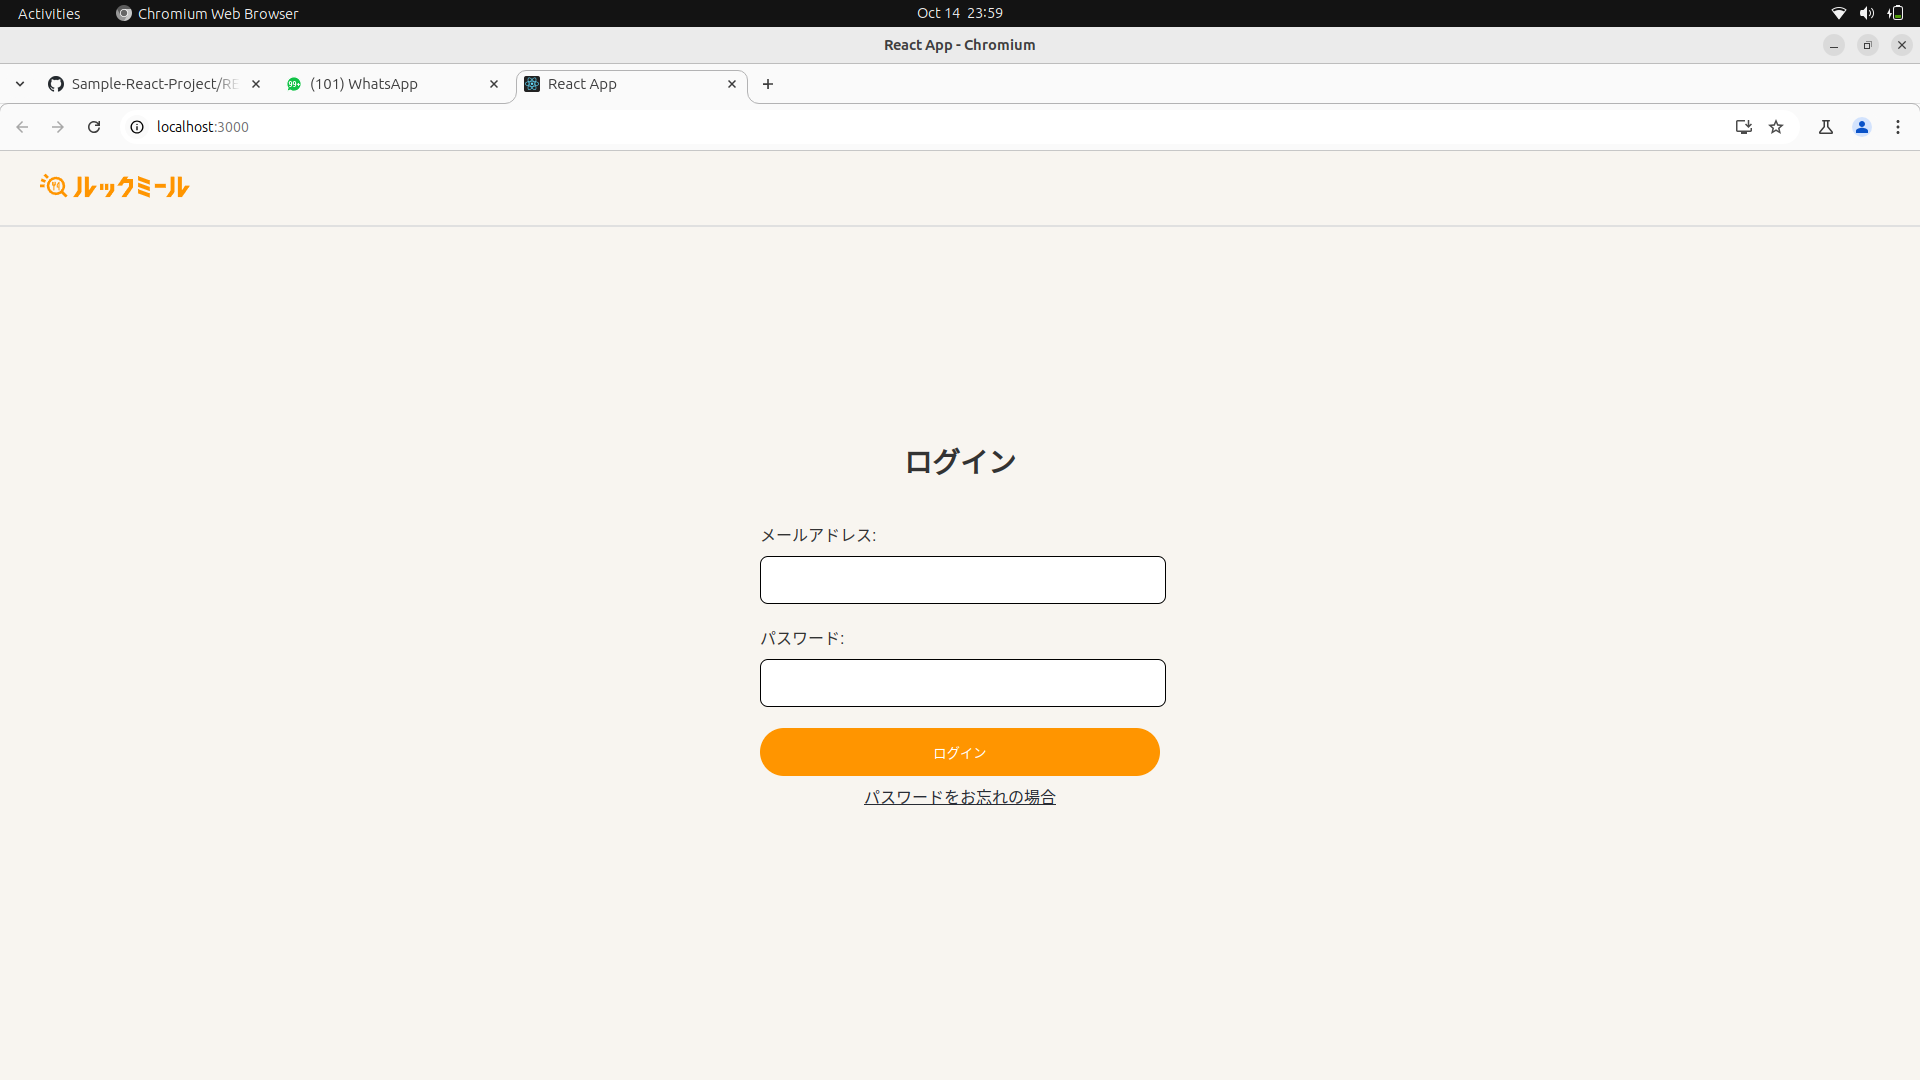 Activities
Chromium Web Browser
Oct 14 23:59
React App - Chromium
Sample-React-Project/RE
99+
(101) WhatsApp
React App
localhost:3000
ルックミール
ログイン
メールアドレス:
パスワード:
ログイン
パスワードをお忘れの場合